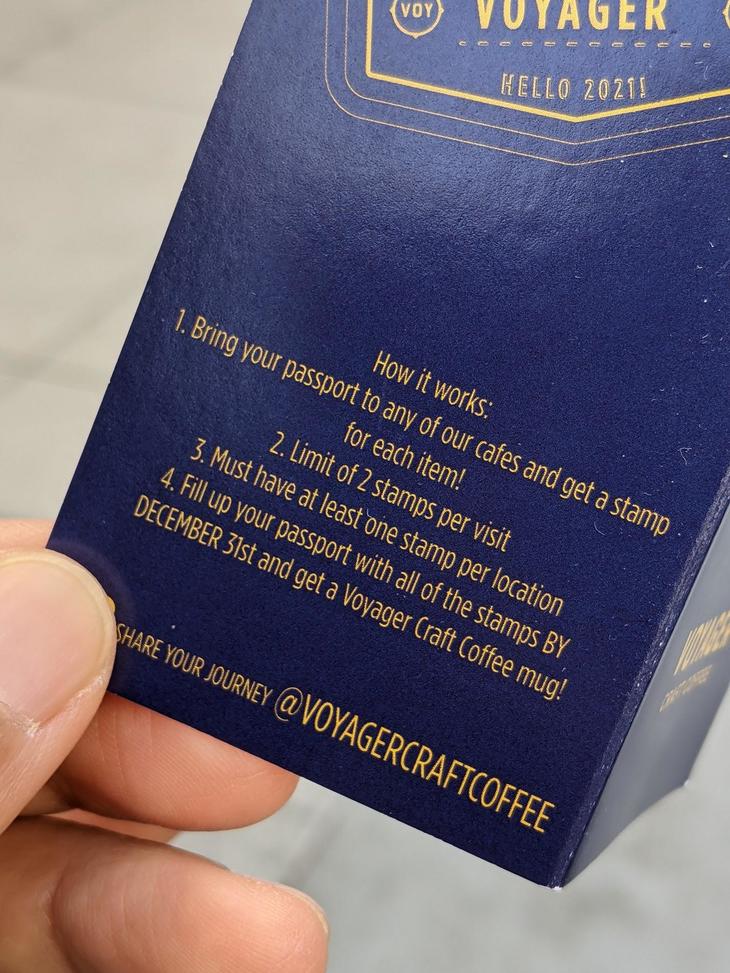 VOY
VOYAGER
HELLO 2021!
How it works:
1. Bring your passport to any of our cafes and get a stamp
for each item!
2. Limit of 2 stamps per visit
3. Must have at least one stamp per location
4. Fill up your passport with all of the stamps BY
DECEMBER 31st and get a Voyager Craft Coffee mug!
SHARE YOUR JOURNEY @VOYAGERCRAFTCOFFEE
VOYAGER
CRAFT COFFEE